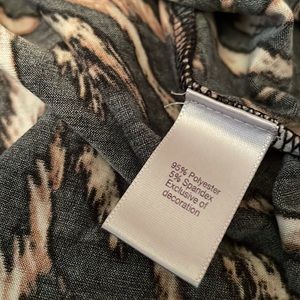 95% Polyester
5% Spandex
Exclusive of
decoration